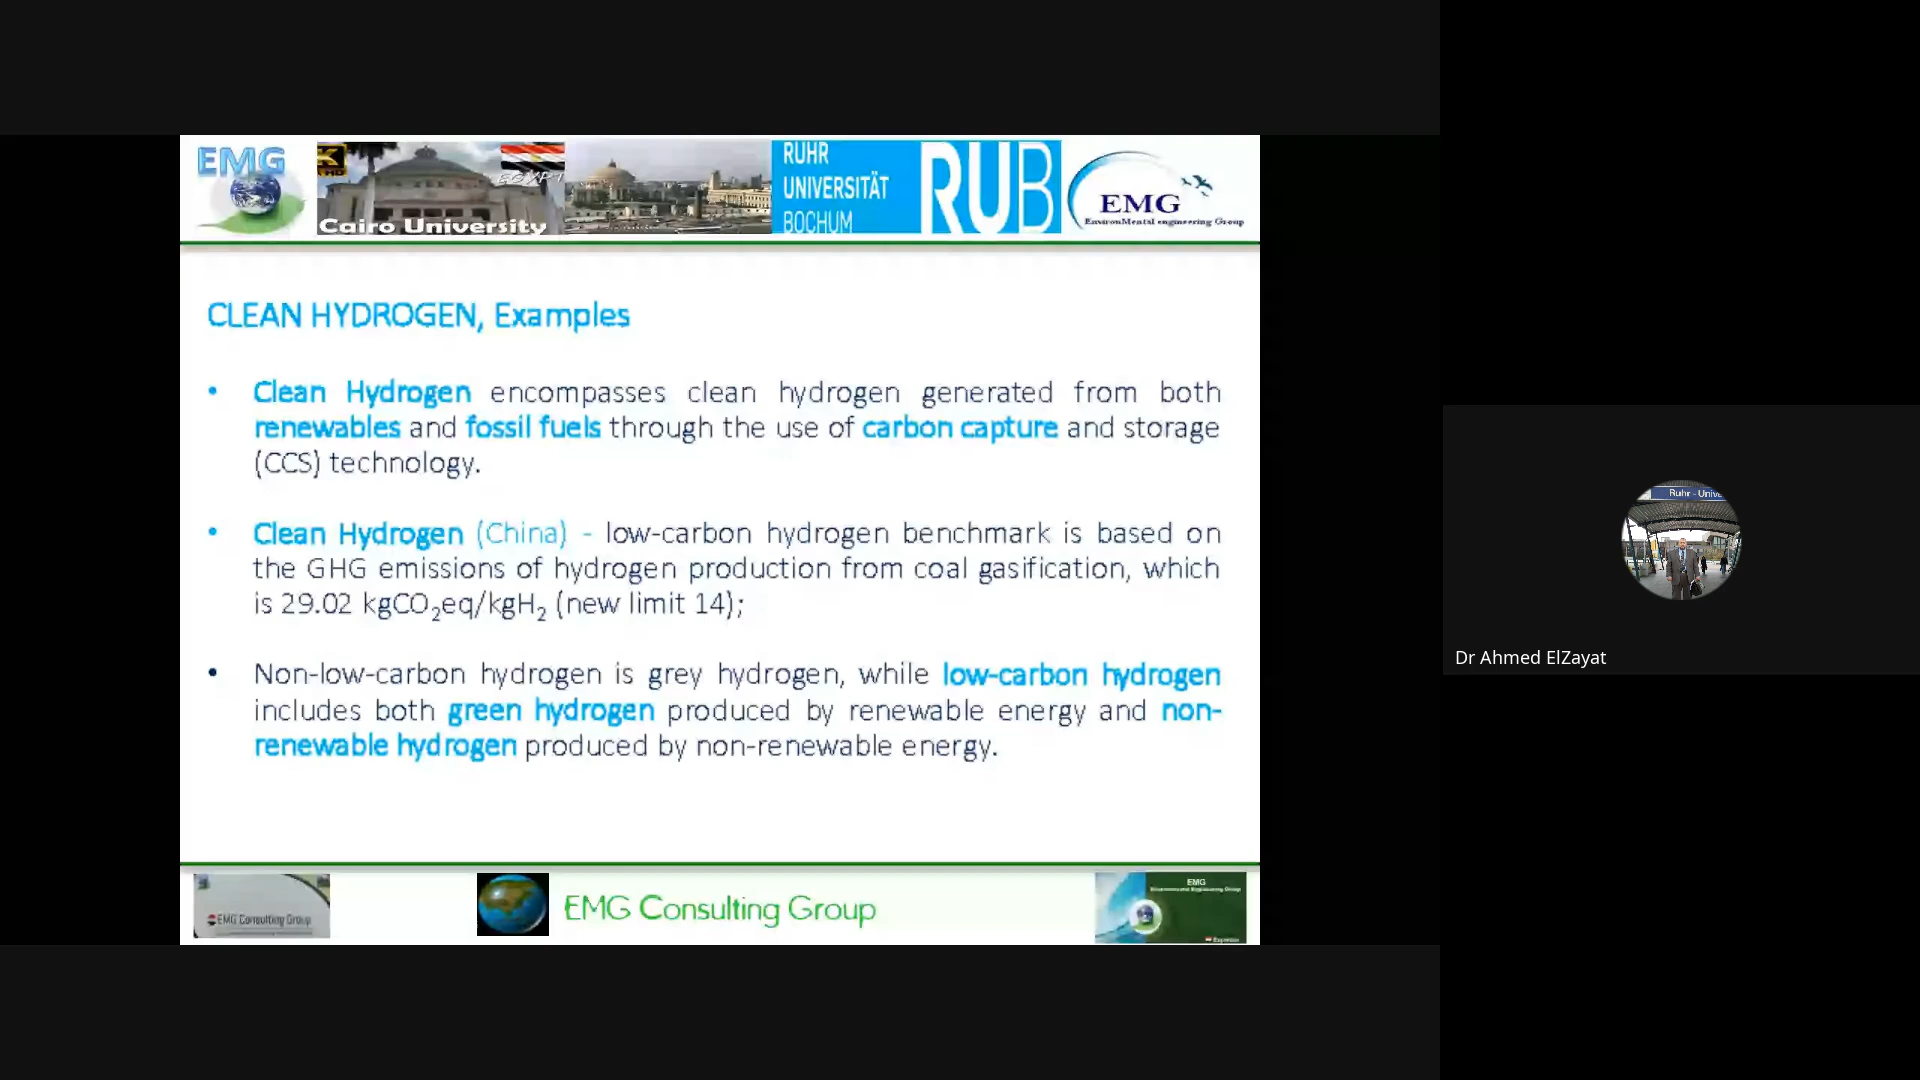 EMG
K
HD
EGYPT
Cairo University
RUHR
UNIVERSITÄT
BOCHUM
RUB
EMG
EnvironMental engineering Group
CLEAN HYDROGEN, Examples
• Clean Hydrogen encompasses clean hydrogen generated from both
renewables and fossil fuels through the use of carbon capture and storage
(CCS) technology.
• Clean Hydrogen (China) - low-carbon hydrogen benchmark is based on
the GHG emissions of hydrogen production from coal gasification, which
is 29.02 kgCO₂eq/kgH₂ (new limit 14);
• Non-low-carbon hydrogen is grey hydrogen, while low-carbon hydrogen
includes both green hydrogen produced by renewable energy and non-
renewable hydrogen produced by non-renewable energy.
EMG Consulting Group
EMG Consulting Group
EMG
Environmental Engineering Group
Ruhr - Unive
Dr Ahmed ElZayat